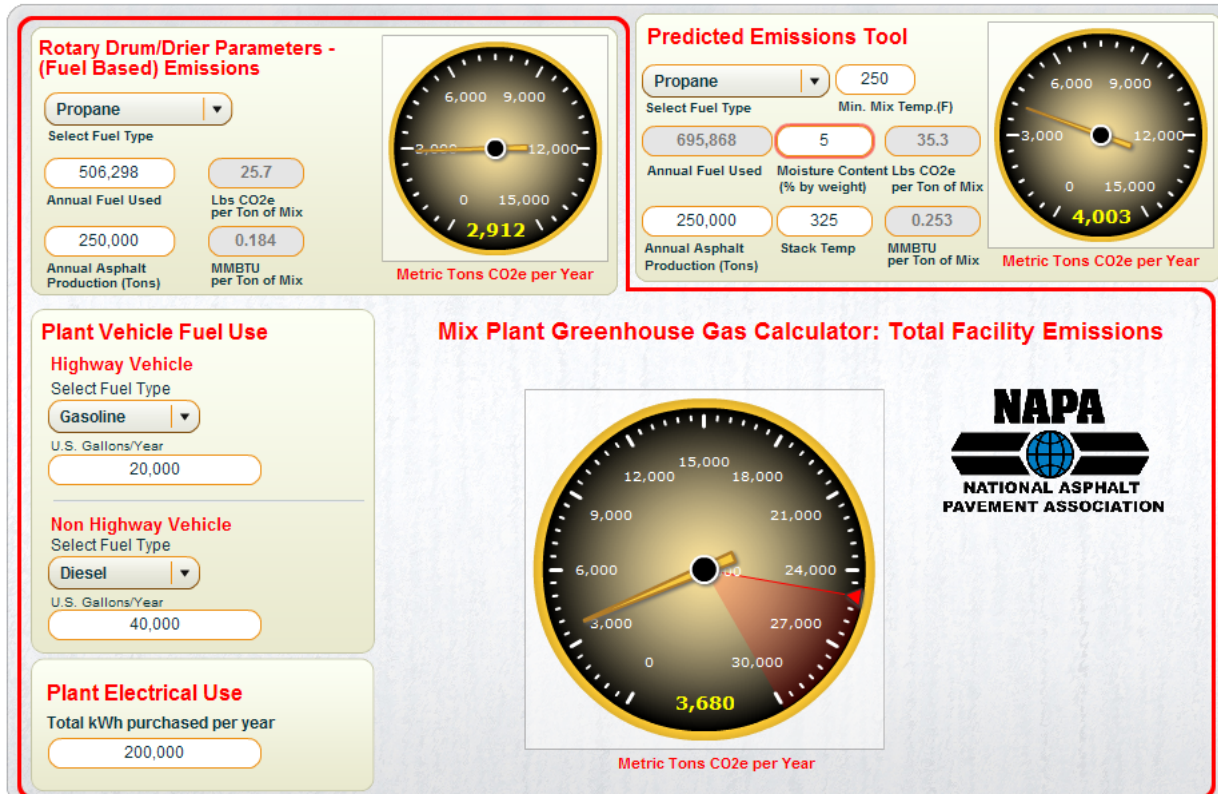 Rotary Drum/Drier Parameters -
(Fuel Based) Emissions
Propane
Select Fuel Type
506,298
25.7
Annual Fuel Used
Lbs CO2e
per Ton of Mix
250,000
0.184
Annual Asphalt
Production (Tons)
MMBTU
per Ton of Mix
6,000
9,000
3,000
12,000
0
15,000
2,912
Metric Tons CO2e per Year
Predicted Emissions Tool
Propane
250
Select Fuel Type
Min. Mix Temp.(F)
695,868
5
35.3
Annual Fuel Used
Moisture Content
(% by weight)
Lbs CO2e
per Ton of Mix
250,000
325
0.253
Annual Asphalt
Production (Tons)
Stack Temp
MMBTU
per Ton of Mix
6,000
9,000
3,000
12,000
0
15,000
4,003
Metric Tons CO2e per Year
Plant Vehicle Fuel Use
Highway Vehicle
Select Fuel Type
Gasoline
U.S. Gallons/Year
20,000
Non Highway Vehicle
Select Fuel Type
Diesel
U.S. Gallons/Year
40,000
Plant Electrical Use
Total kWh purchased per year
200,000
Mix Plant Greenhouse Gas Calculator: Total Facility Emissions
15,000
12,000
18,000
9,000
21,000
6,000
24,000
3,000
27,000
0
30,000
3,680
Metric Tons CO2e per Year
NAPA
NATIONAL ASPHALT
PAVEMENT ASSOCIATION